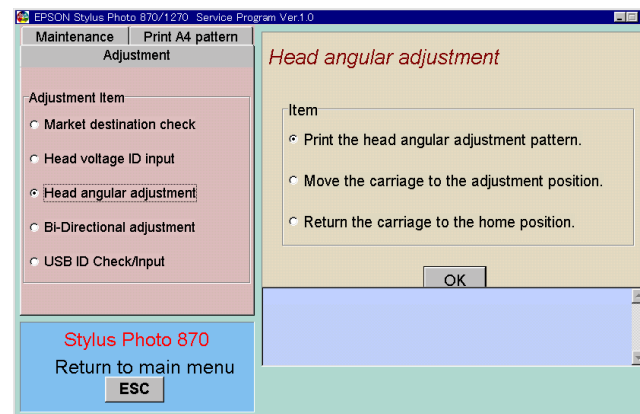 EPSON Stylus Photo 870/1270 Service Program Ver.1.0
Maintenance
Print A4 pattern
Adjustment
Adjustment Item
Market destination check
Head voltage ID input
Head angular adjustment
Bi-Directional adjustment
USB ID Check/Input
Head angular adjustment
Item
Print the head angular adjustment pattern.
Move the carriage to the adjustment position.
Return the carriage to the home position.
OK
Stylus Photo 870
Return to main menu
ESC